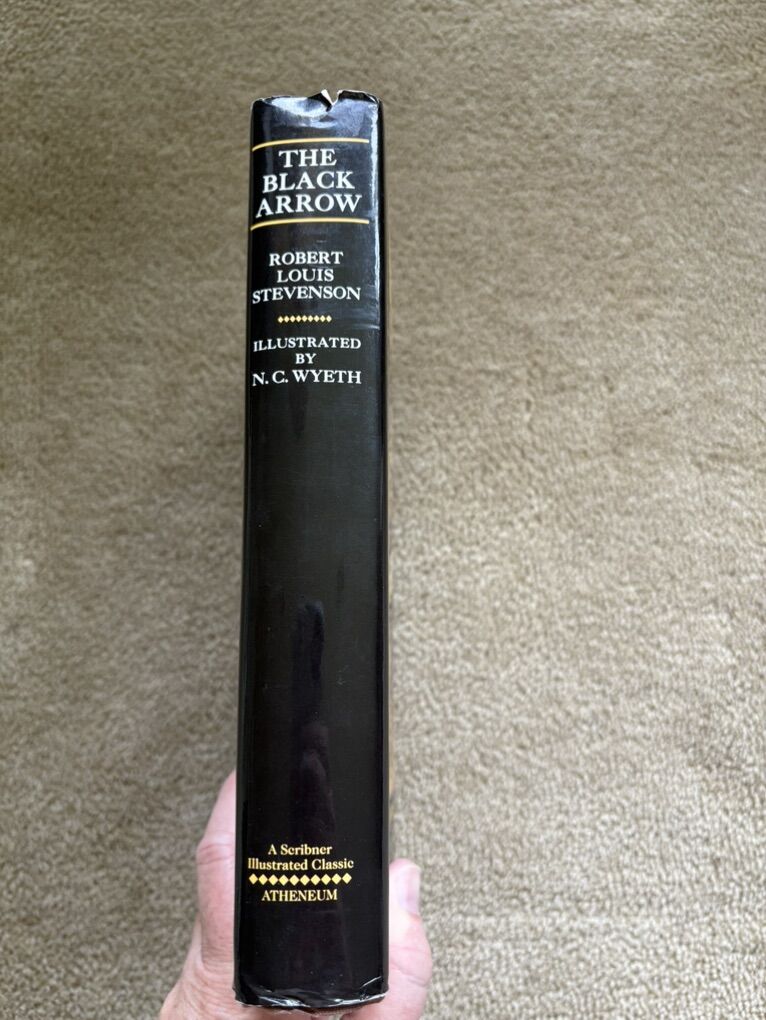 THE
BLACK
ARROW
ROBERT
LOUIS
STEVENSON
ILLUSTRATED
BY
N. C. WYETH
A Scribner
Illustrated Classic
ATHENEUM